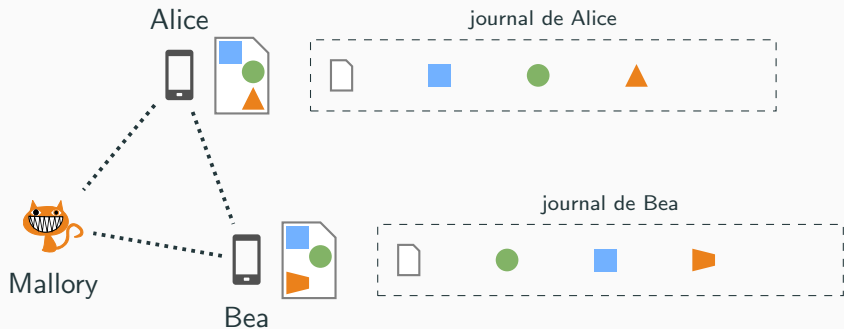 Alice
journal de Alice
journal de Bea
Mallory
Bea